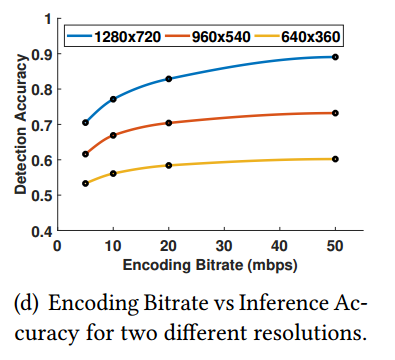 1
1280x720 960x540 640x360
0.9
0.8
0.7
0.6
0.5
0.4
Detection Accuracy
0 10 20 30 40 50
Encoding Bitrate (mbps)
(d) Encoding Bitrate vs Inference Ac-
curacy for two different resolutions.